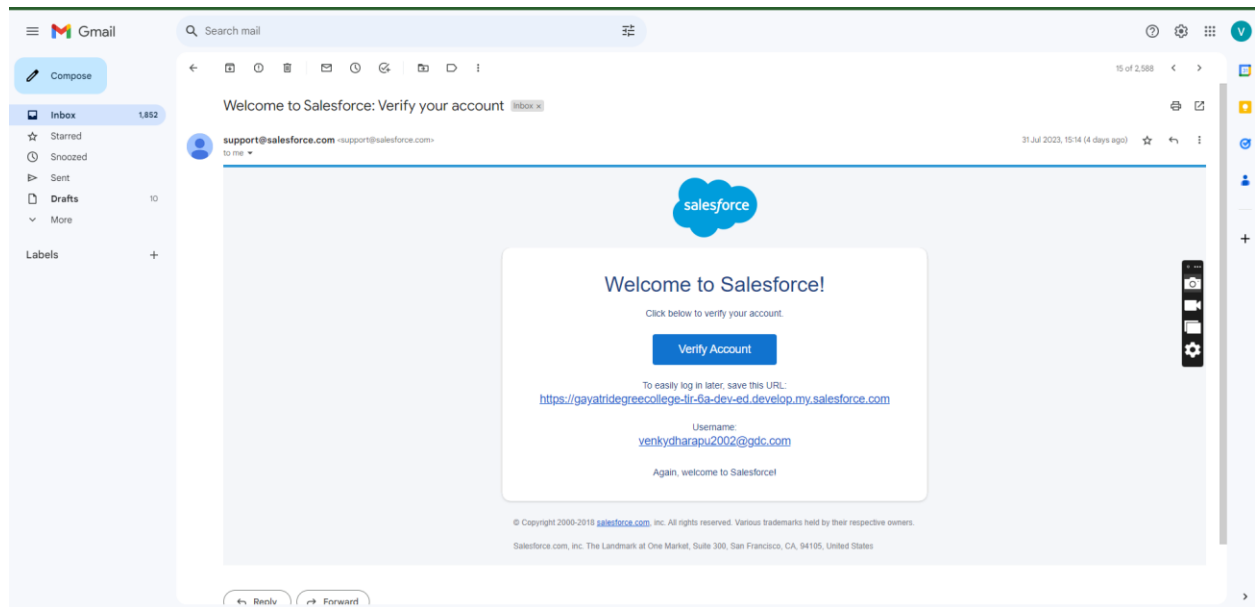 Gmail
Search mail
V
Compose
15 of 2,588
Inbox 1,852
Starred
Snoozed
Sent
Drafts 10
More
Labels
Welcome to Salesforce: Verify your account Inbox x
support@salesforce.com <support@salesforce.com>
to me
31 Jul 2023, 15:14 (4 days ago)
salesforce
Welcome to Salesforce!
Click below to verify your account.
Verify Account
To easily log in later, save this URL:
https://gayatridegreecollege-tir-6a-dev-ed.develop.my.salesforce.com
Username:
venkydharapu2002@gdc.com
Again, welcome to Salesforce!
© Copyright 2000-2018 salesforce.com, inc. All rights reserved. Various trademarks held by their respective owners.
Salesforce.com, inc. The Landmark at One Market, Suite 300, San Francisco, CA, 94105, United States
Reply
Forward